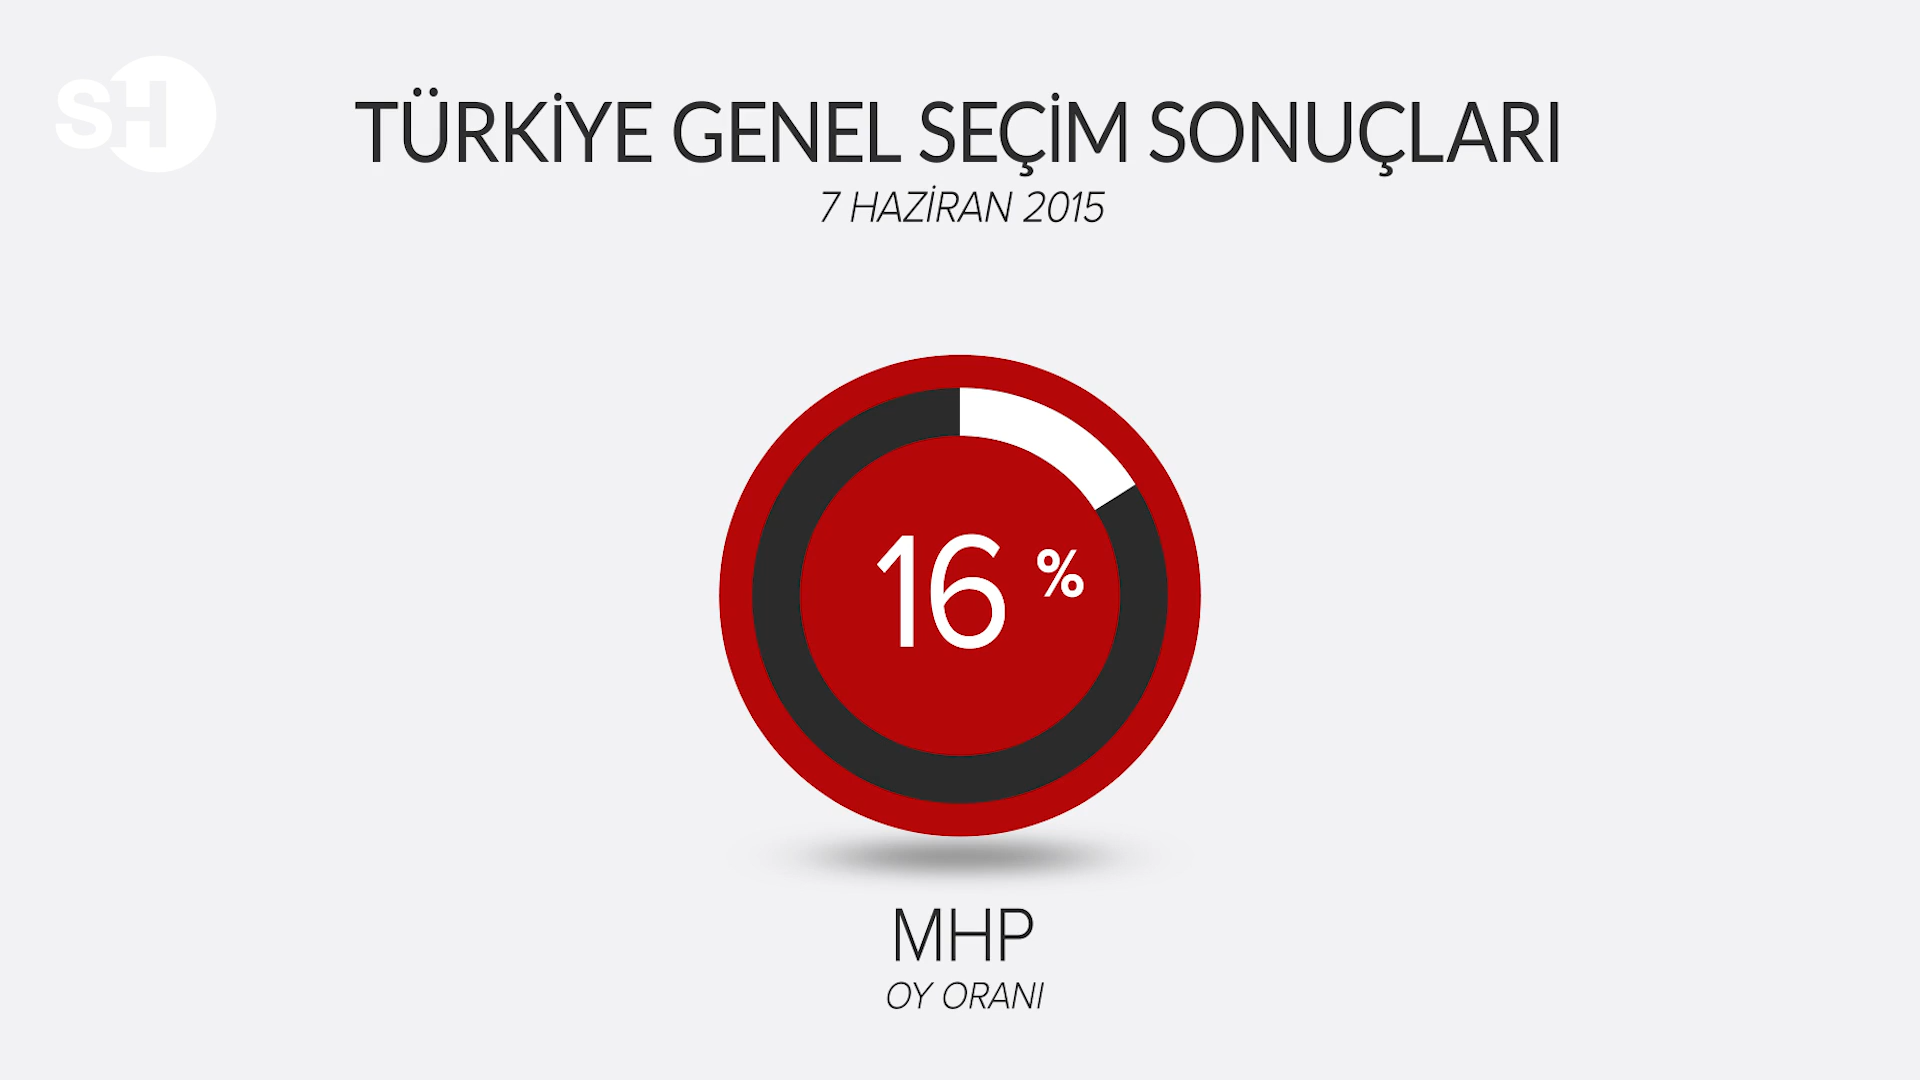 SH
TÜRKİYE GENEL SEÇİM SONUÇLARI
7 HAZİRAN 2015
16 %
MHP
OY ORANI